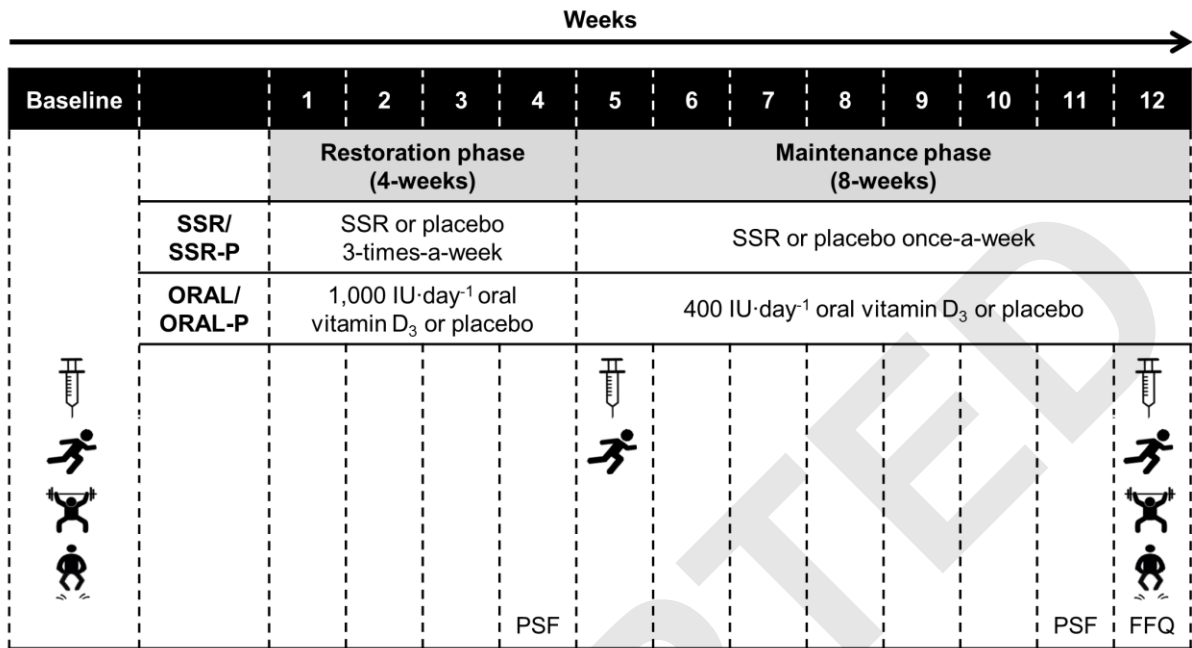 Weeks
Baseline 1 2 3 4 5 6 7 8 9 10 11 12
Restoration phase
(4-weeks)
Maintenance phase
(8-weeks)
SSR/
SSR-P
SSR or placebo
3-times-a-week
SSR or placebo once-a-week
ORAL/
ORAL-P
1,000 IU·day⁻¹ oral
vitamin D₃ or placebo
400 IU·day⁻¹ oral vitamin D₃ or placebo
PSF PSF FFQ
PTED